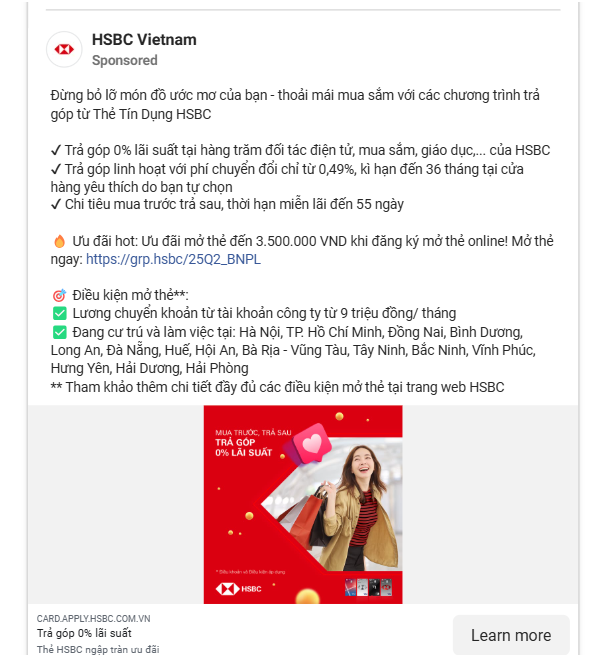 HSBC Vietnam
Sponsored
Đừng bỏ lỡ món đồ ước mơ của bạn - thoải mái mua sắm với các chương trình trả
góp từ Thẻ Tín Dụng HSBC
✓ Trả góp 0% lãi suất tại hàng trăm đối tác điện tử, mua sắm, giáo dục,... của HSBC
✓ Trả góp linh hoạt với phí chuyển đổi chỉ từ 0,49%, kì hạn đến 36 tháng tại cửa
hàng yêu thích do bạn tự chọn
✓ Chi tiêu mua trước trả sau, thời hạn miễn lãi đến 55 ngày
🔥 Ưu đãi hot: Ưu đãi mở thẻ đến 3.500.000 VND khi đăng ký mở thẻ online! Mở thẻ
ngay: https://grp.hsbc/25Q2_BNPL
🎯 Điều kiện mở thẻ**:
✅ Lương chuyển khoản từ tài khoản công ty từ 9 triệu đồng/ tháng
✅ Đang cư trú và làm việc tại: Hà Nội, TP. Hồ Chí Minh, Đồng Nai, Bình Dương,
Long An, Đà Nẵng, Huế, Hội An, Bà Rịa - Vũng Tàu, Tây Ninh, Bắc Ninh, Vĩnh Phúc,
Hưng Yên, Hải Dương, Hải Phòng
** Tham khảo thêm chi tiết đầy đủ các điều kiện mở thẻ tại trang web HSBC
MUA TRƯỚC, TRẢ SAU
TRẢ GÓP
0% LÃI SUẤT
* Điều khoản và Điều kiện áp dụng
HSBC
CARD.APPLY.HSBC.COM.VN
Trả góp 0% lãi suất
Thẻ HSBC ngập tràn ưu đãi
Learn more